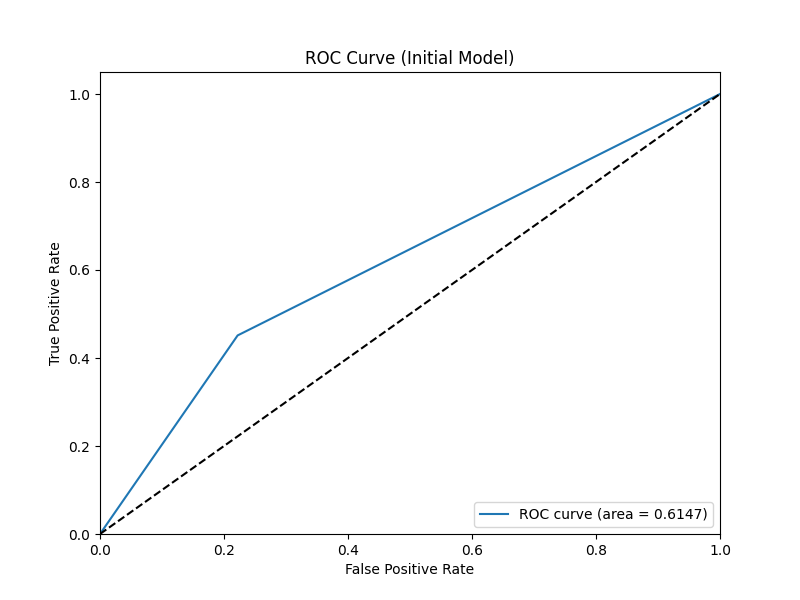 ROC Curve (Initial Model)
True Positive Rate
1.0
0.8
0.6
0.4
0.2
0.0
ROC curve (area = 0.6147)
0.0 0.2 0.4 0.6 0.8 1.0
False Positive Rate